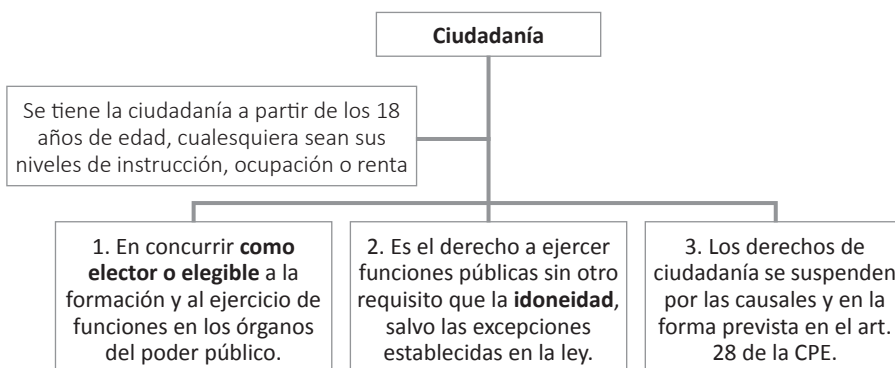 Ciudadanía
Se tiene la ciudadanía a partir de los 18
años de edad, cualesquiera sean sus
niveles de instrucción, ocupación o renta
1. En concurrir como
elector o elegible a la
formación y al ejercicio de
funciones en los órganos
del poder público.
2. Es el derecho a ejercer
funciones públicas sin otro
requisito que la idoneidad,
salvo las excepciones
establecidas en la ley.
3. Los derechos de
ciudadanía se suspenden
por las causales y en la
forma prevista en el art.
28 de la CPE.